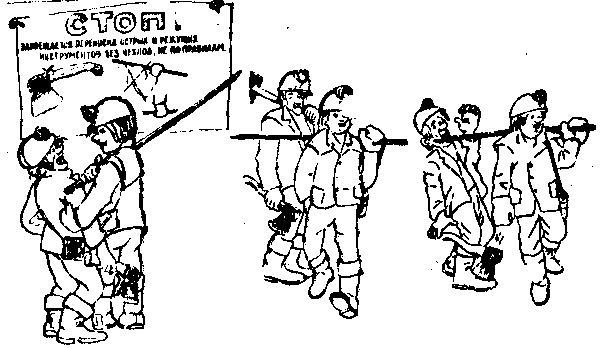 СТОП!
ЗАПРЕЩАЕТСЯ ПЕРЕНОСКА ОСТРЫХ И РЕЖУЩИХ
ИНСТРУМЕНТОВ БЕЗ ЧЕХЛОВ, НЕ ПО ПРАВИЛАМ.